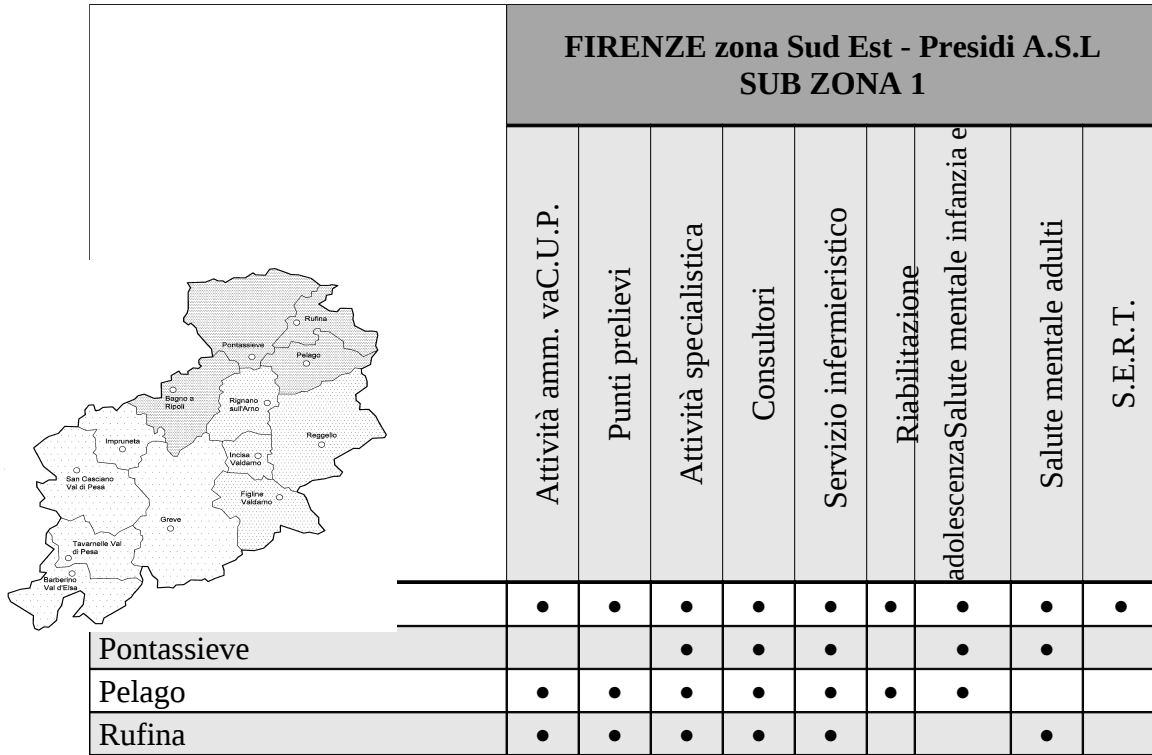 FIRENZE zona Sud Est - Presidi A.S.L
SUB ZONA 1
Attività amm. vaC.U.P.
Punti prelievi
Attività specialistica
Consultori
Servizio infermieristico
Riabilitazione
adolescenzaSalute mentale infanzia e
Salute mentale adulti
S.E.R.T.
Rufina
Pontassieve
Pelago
Bagno a
Ripoli
Rignano
sull'Arno
Impruneta
Reggello
Incisa
Valdarno
San Casciano
Val di Pesa
Figline
Valdarno
Greve
Tavarnelle Val
di Pesa
Barberino
Val d'Elsa
● ● ● ● ● ● ● ● ●
Pontassieve ● ● ● ● ●
Pelago ● ● ● ● ● ● ●
Rufina ● ● ● ● ● ●